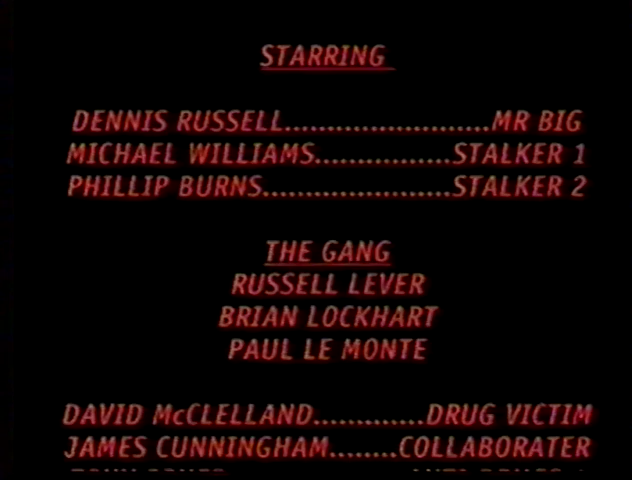 STARRING
DENNIS RUSSELL.......................MR BIG
MICHAEL WILLIAMS...............STALKER 1
PHILLIP BURNS.....................STALKER 2
THE GANG
RUSSELL LEVER
BRIAN LOCKHART
PAUL LE MONTE
DAVID McCLELLAND............DRUG VICTIM
JAMES CUNNINGHAM........COLLABORATER